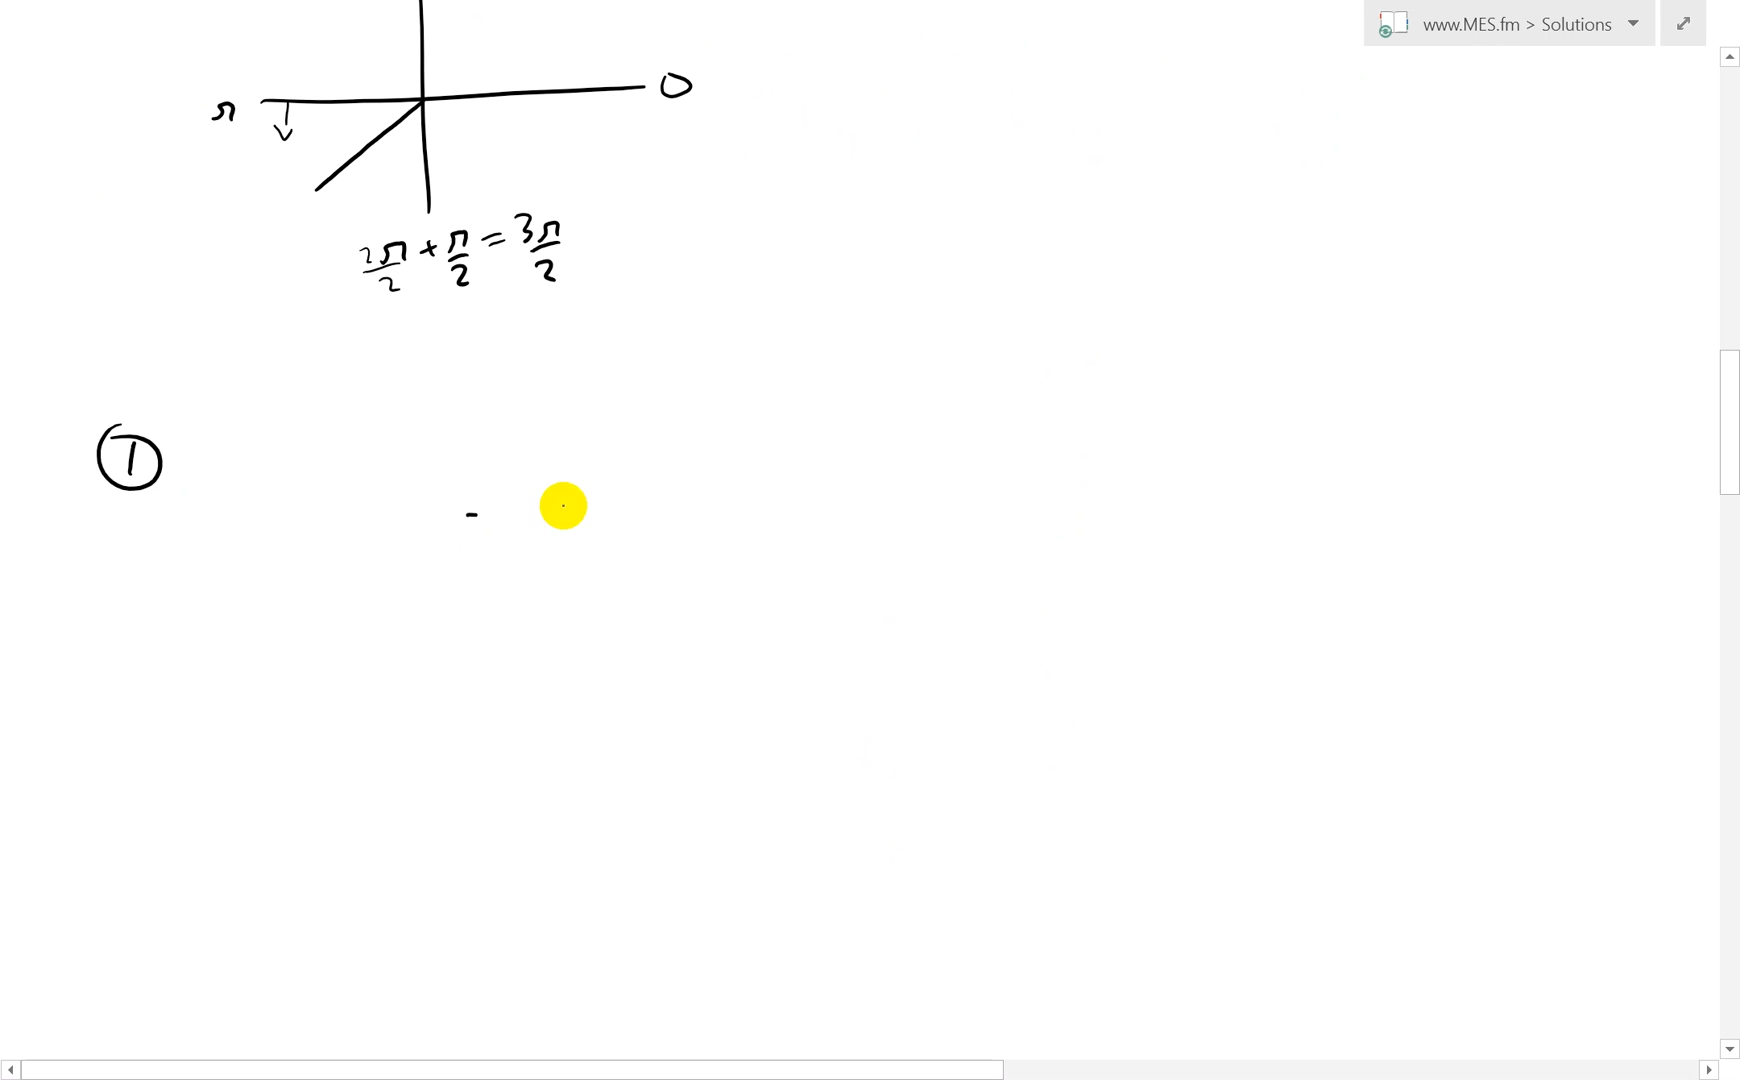 www.MES.fm > Solutions
0
π
2π/2 + π/2 = 3π/2
1
-